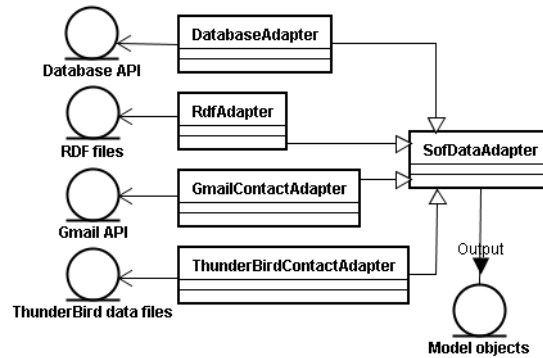 DatabaseAdapter
Database API
RdfAdapter
RDF files
SofDataAdapter
GmailContactAdapter
Gmail API
Output
ThunderBirdContactAdapter
ThunderBird data files
Model objects